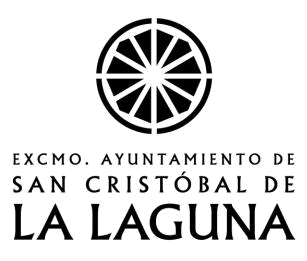 EXCMO. AYUNTAMIENTO DE
SAN CRISTÓBAL DE
LA LAGUNA